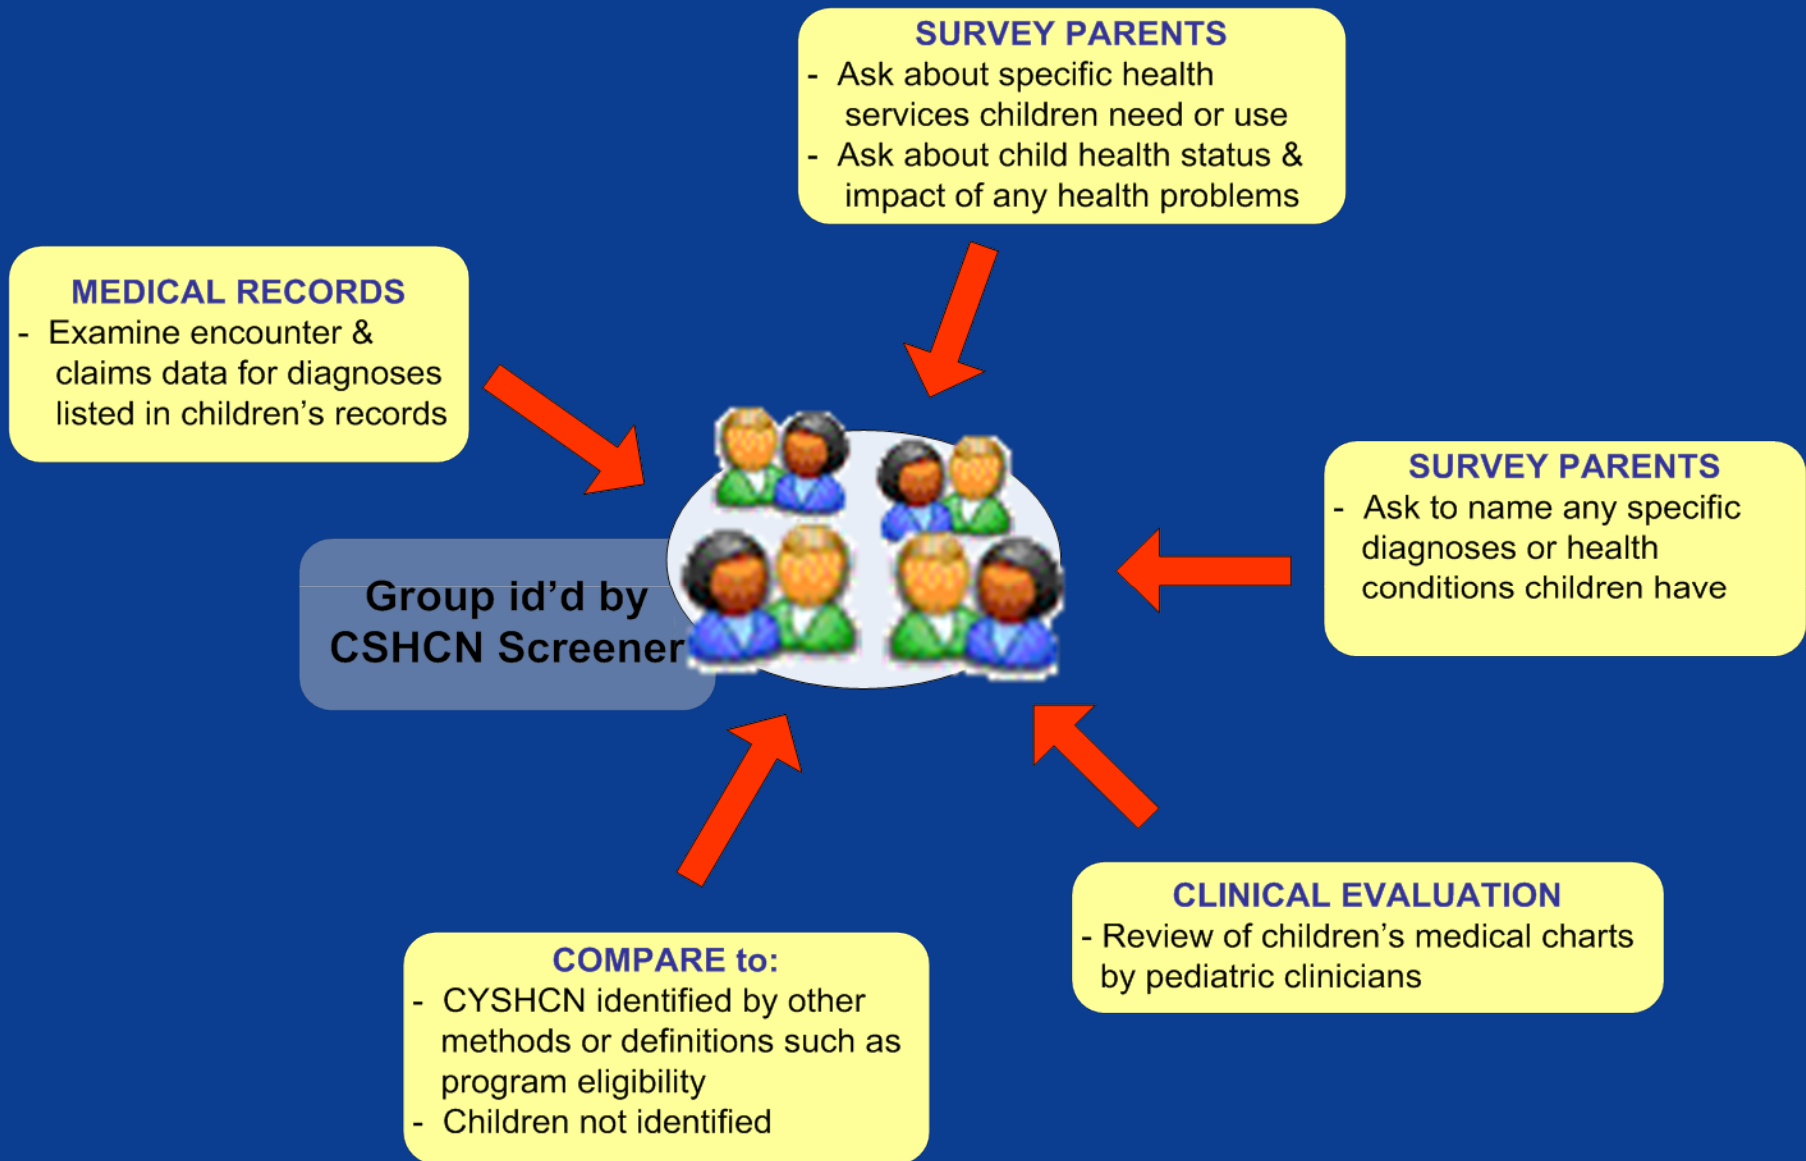 SURVEY PARENTS
- Ask about specific health
services children need or use
- Ask about child health status &
impact of any health problems
MEDICAL RECORDS
- Examine encounter &
claims data for diagnoses
listed in children's records
SURVEY PARENTS
- Ask to name any specific
diagnoses or health
conditions children have
Group id'd by
CSHCN Screener
CLINICAL EVALUATION
- Review of children's medical charts
by pediatric clinicians
COMPARE to:
- CYSHCN identified by other
methods or definitions such as
program eligibility
- Children not identified